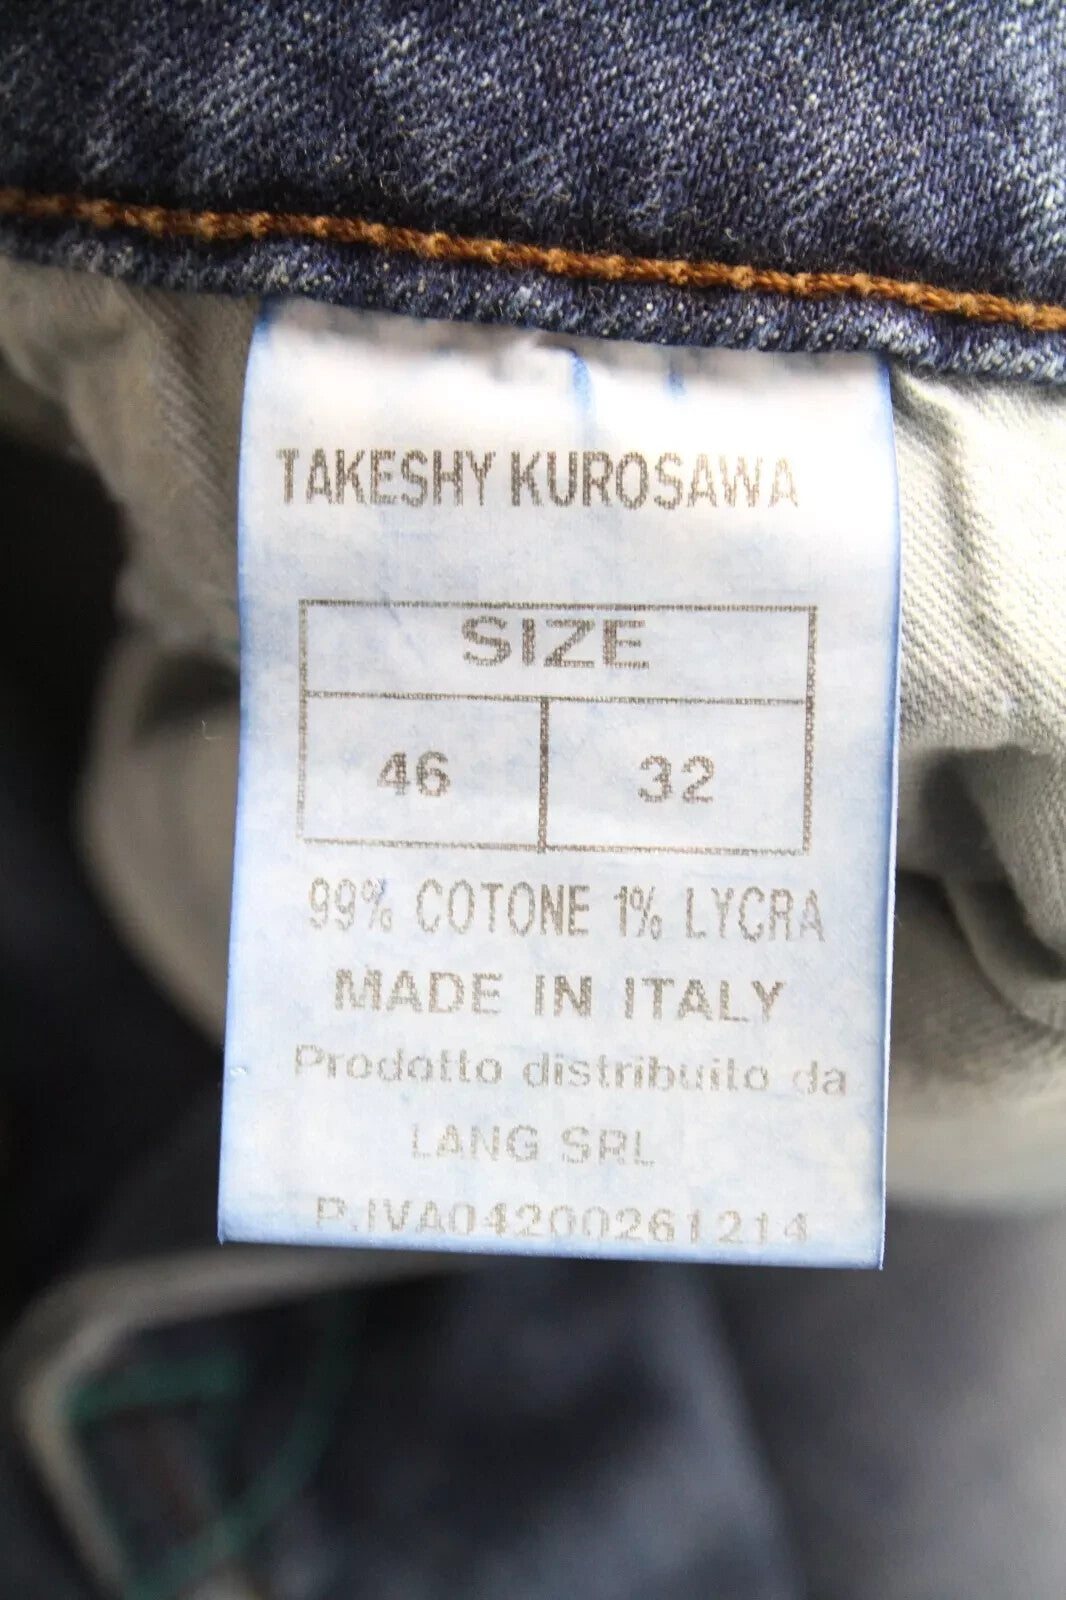 TAKESHY KUROSAWA
SIZE
46 32
99% COTONE 1% LYCRA
MADE IN ITALY
Prodotto distribuito da
LANG SRL
P.IVA04200261214